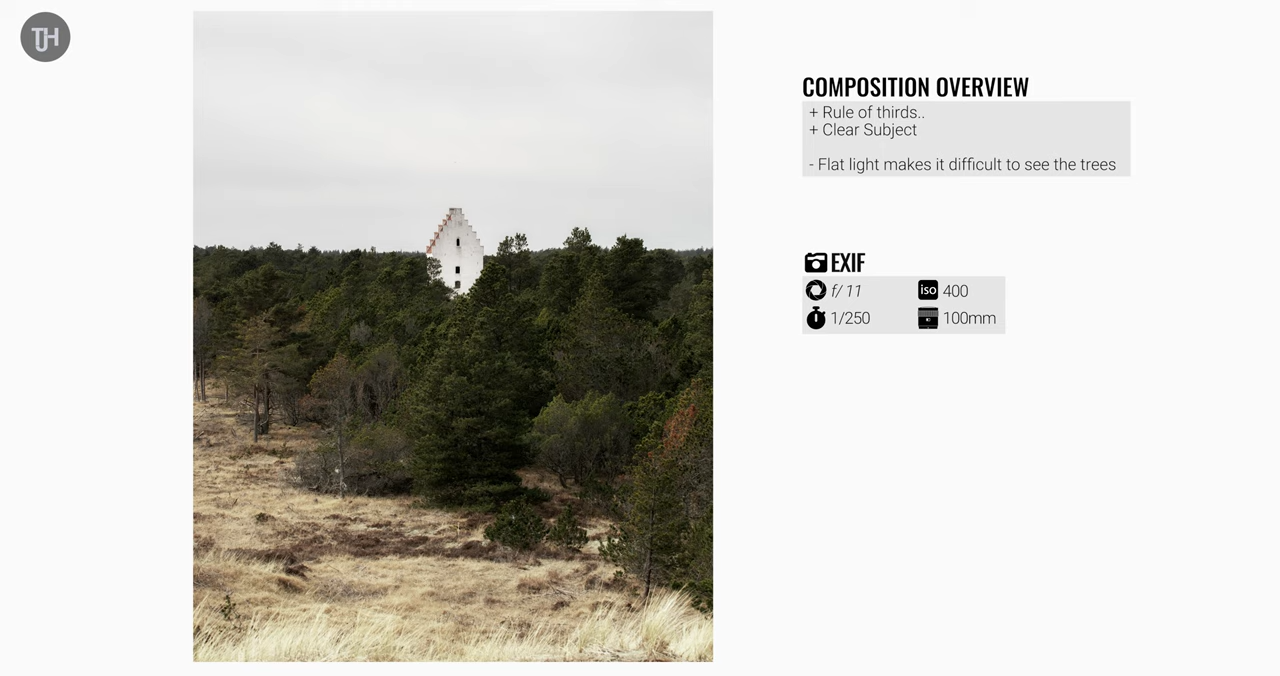 TJH
COMPOSITION OVERVIEW
+ Rule of thirds..
+ Clear Subject
- Flat light makes it difficult to see the trees
EXIF
f/ 11
iso 400
1/250
100mm